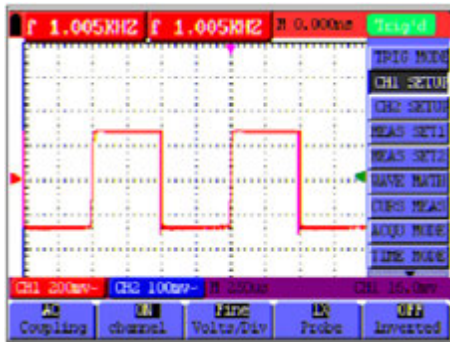 f 1.005KHZ f 1.005KHZ M 0.000ns Trig'd
TRIG MODE
CH1 SETUP
CH2 SETUP
MEAS SET1
MEAS SET2
WAVE MATH
CURS MEAS
ACQU MODE
TIME MODE
CH1 200mv~ CH2 100mv~ M 250us CH1 16.0mv
AC ON Fine 1X OFF
Coupling channel Volts/Div Probe Inverted